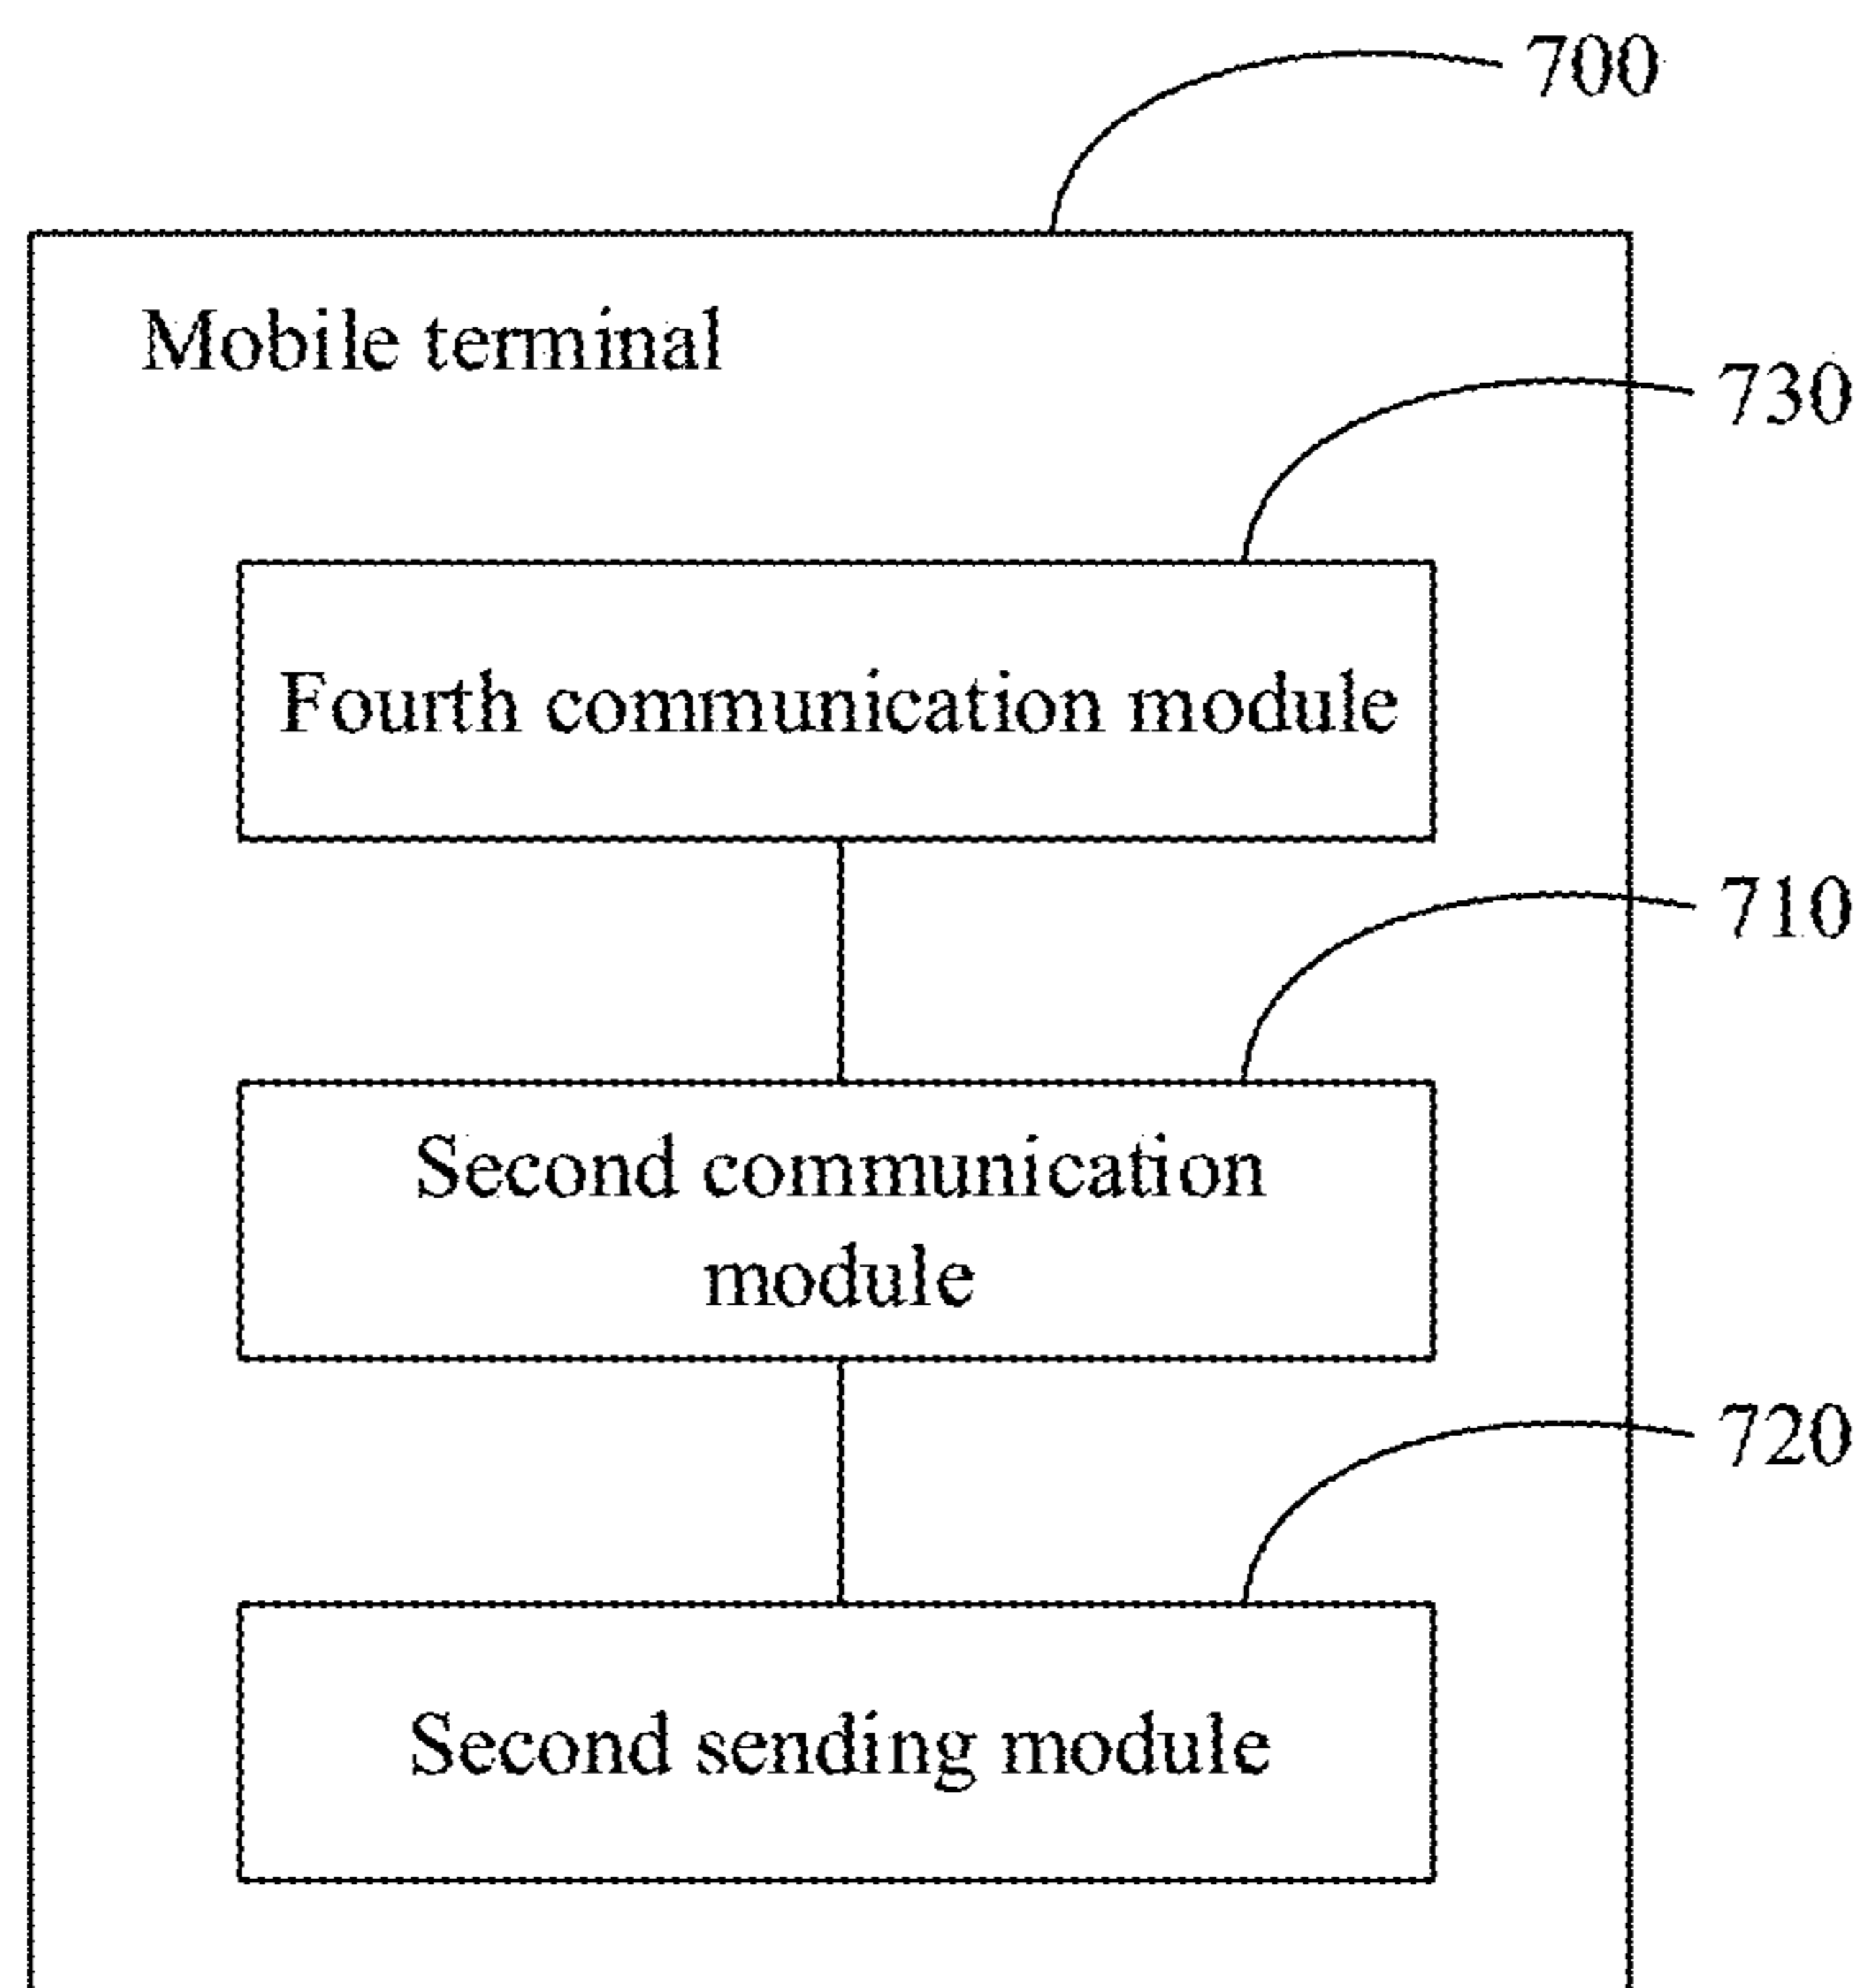 700
Mobile terminal
730
Fourth communication module
710
Second communication
module
720
Second sending module